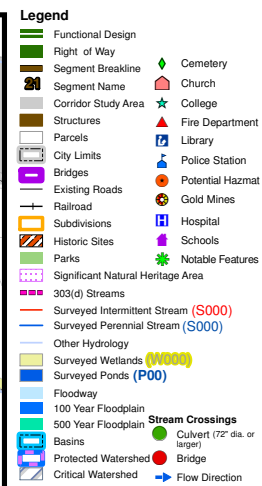 Legend
Functional Design
Right of Way
Segment Breakline
21 Segment Name
Corridor Study Area
Structures
Parcels
City Limits
Bridges
Existing Roads
Railroad
Subdivisions
Historic Sites
Parks
Significant Natural Heritage Area
303(d) Streams
Surveyed Intermittent Stream (S000)
Surveyed Perennial Stream (S000)
Other Hydrology
Surveyed Wetlands (W000)
Surveyed Ponds (P00)
Floodway
100 Year Floodplain
500 Year Floodplain
Basins
Protected Watershed
Critical Watershed
Cemetery
Church
College
Fire Department
Library
Police Station
Potential Hazmat
Gold Mines
H Hospital
Schools
Notable Features
Stream Crossings
Culvert (72" dia. or
larger)
Bridge
Flow Direction